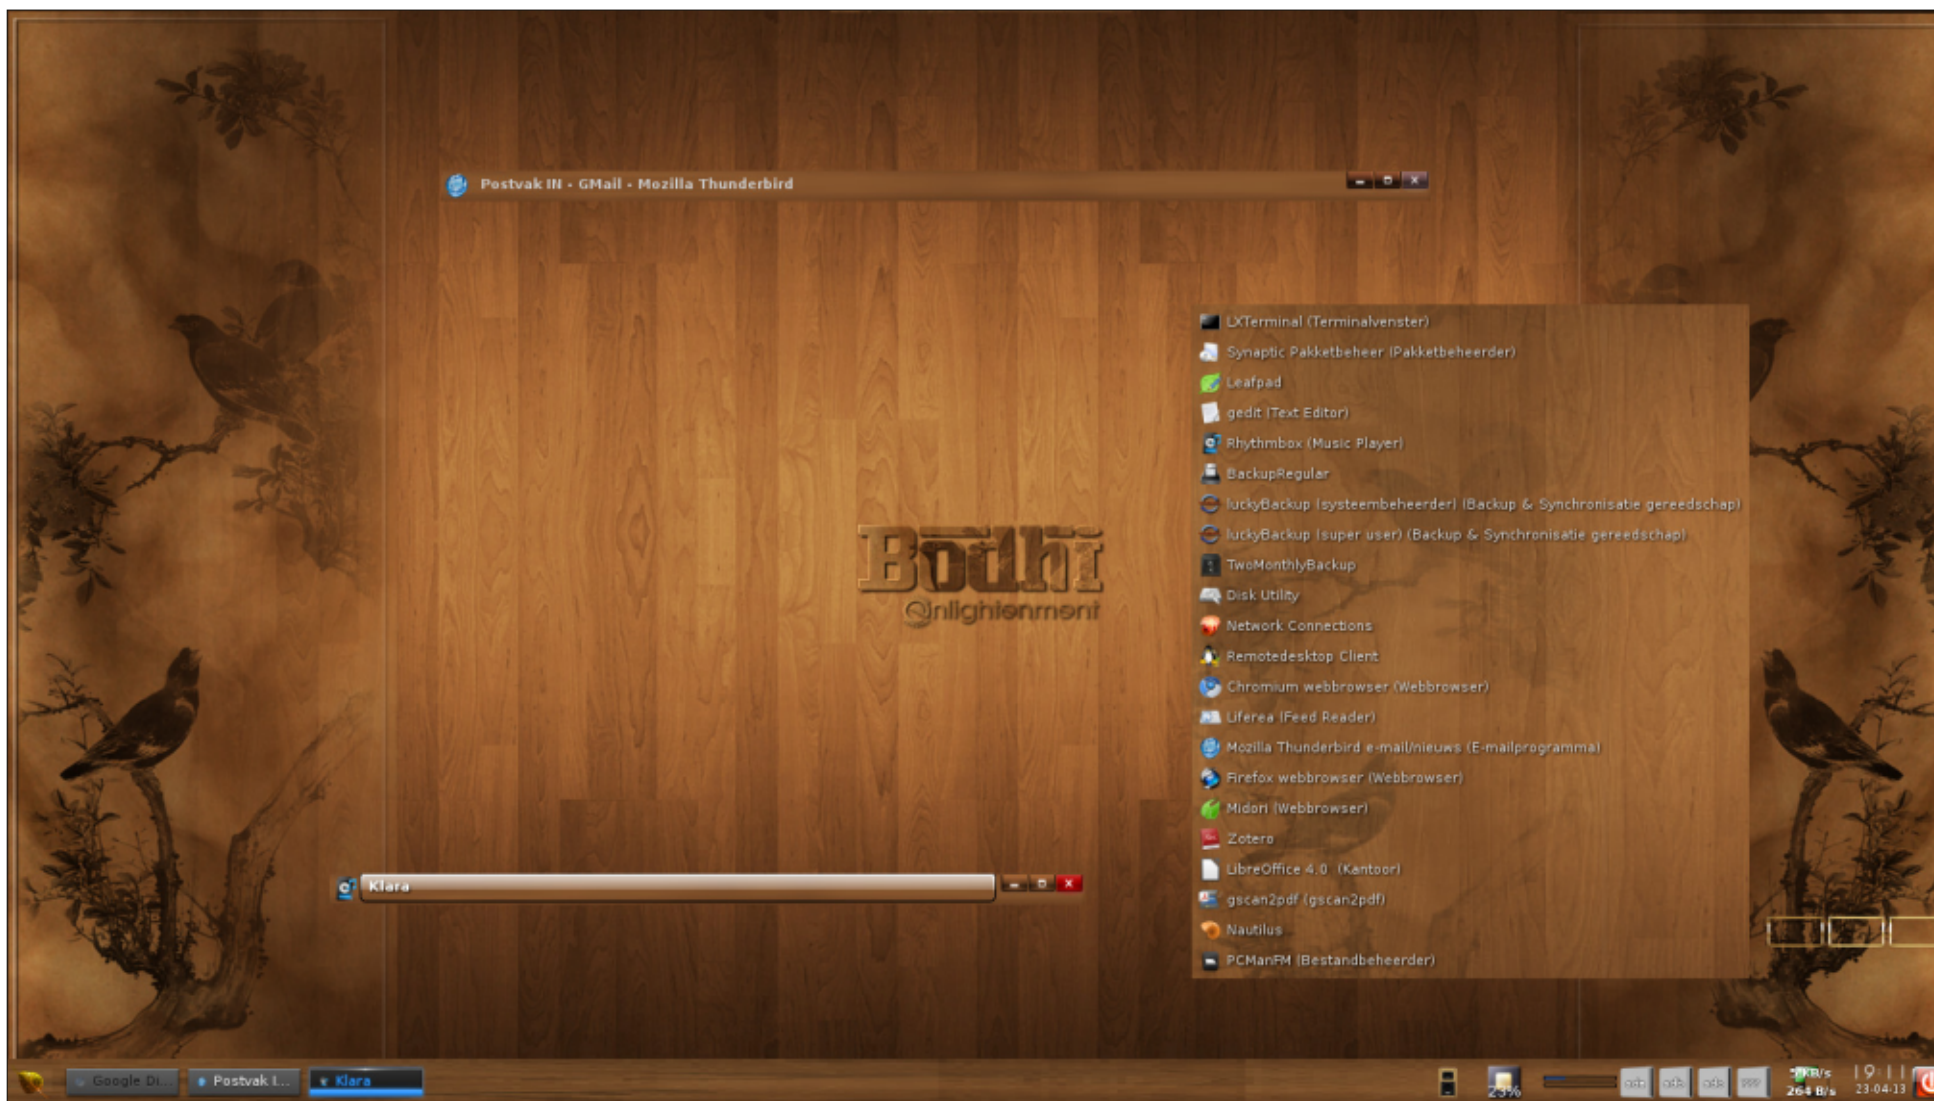 Postvak IN - GMail - Mozilla Thunderbird
LXTerminal (Terminalvenster)
Synaptic Pakketbeheer (Pakketbeheerder)
Leafpad
gedit (Text Editor)
Rhythmbox (Music Player)
BackupRegular
luckyBackup (systeembeheerder) (Backup & Synchronisatie gereedschap)
luckyBackup (super user) (Backup & Synchronisatie gereedschap)
TwoMonthlyBackup
Disk Utility
Network Connections
Remotedesktop Client
Chromium webbrowser (Webbrowser)
Liferea (Feed Reader)
Mozilla Thunderbird e-mail/nieuws (E-mailprogramma)
Firefox webbrowser (Webbrowser)
Midori (Webbrowser)
Zotero
LibreOffice 4.0 (Kantoor)
gscan2pdf (gscan2pdf)
Nautilus
PCManFM (Bestandbeheerder)
Bodhi
enlightenment
Klara
Google Di...
Postvak I...
Klara
23%
264 B/s
19:11
23-04-13